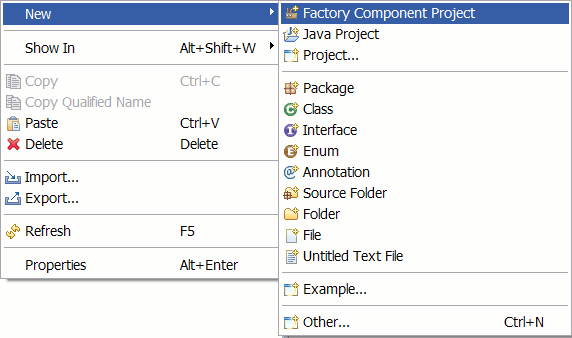 New
Show In Alt+Shift+W
Copy Ctrl+C
Copy Qualified Name
Paste Ctrl+V
Delete Delete
Import...
Export...
Refresh F5
Properties Alt+Enter
Factory Component Project
Java Project
Project...
Package
Class
Interface
Enum
Annotation
Source Folder
Folder
File
Untitled Text File
Example...
Other... Ctrl+N